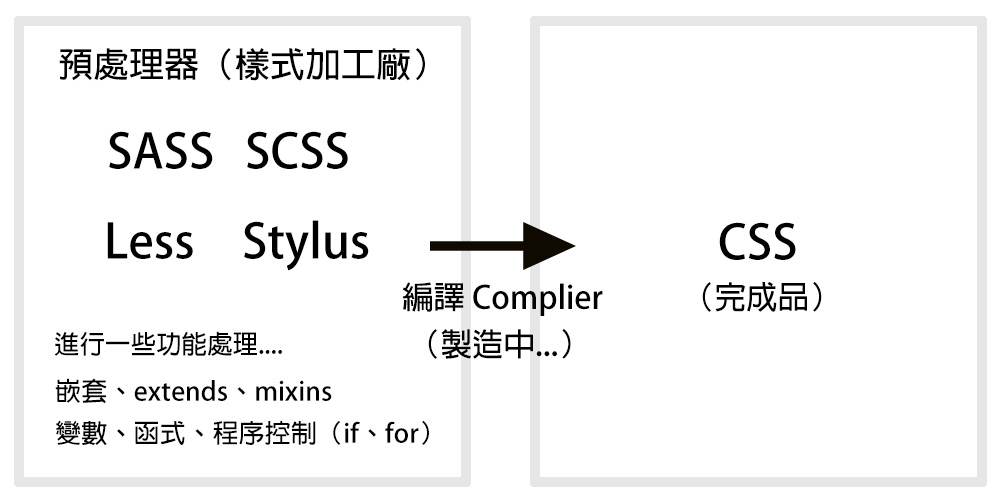 預處理器（樣式加工廠）
SASS SCSS
Less Stylus
進行一些功能處理....
嵌套、extends、mixins
變數、函式、程序控制（if、for）
編譯 Complier
（製造中...）
CSS
（完成品）